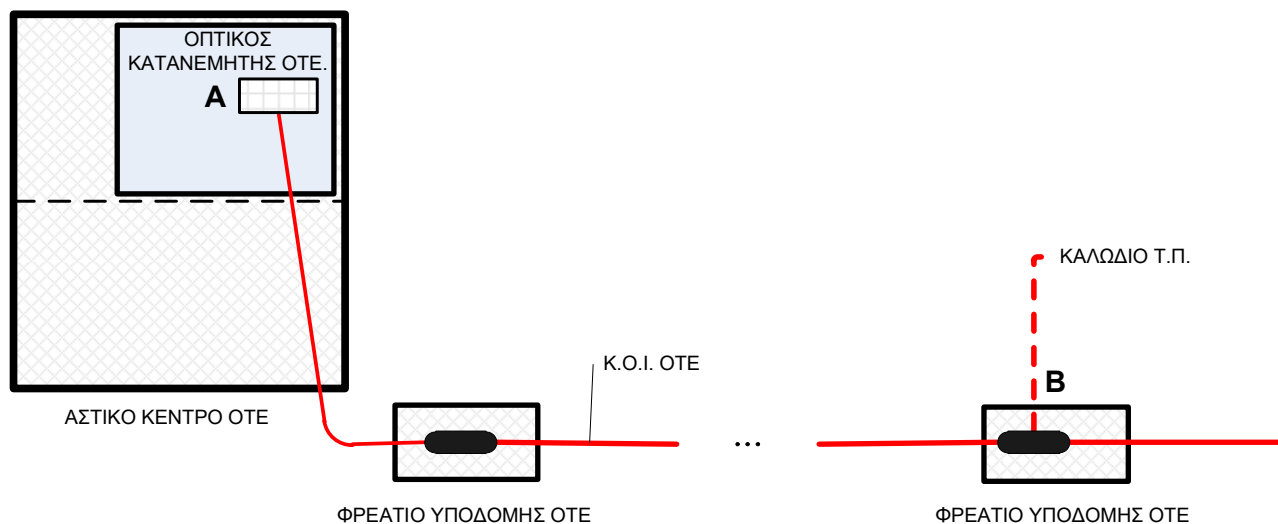 ΟΠΤΙΚΟΣ
ΚΑΤΑΝΕΜΗΤΗΣ ΟΤΕ.
A
ΚΑΛΩΔΙΟ Τ.Π.
Κ.Ο.Ι. ΟΤΕ
B
ΑΣΤΙΚΟ ΚΕΝΤΡΟ ΟΤΕ
...
ΦΡΕΑΤΙΟ ΥΠΟΔΟΜΗΣ ΟΤΕ
ΦΡΕΑΤΙΟ ΥΠΟΔΟΜΗΣ ΟΤΕ